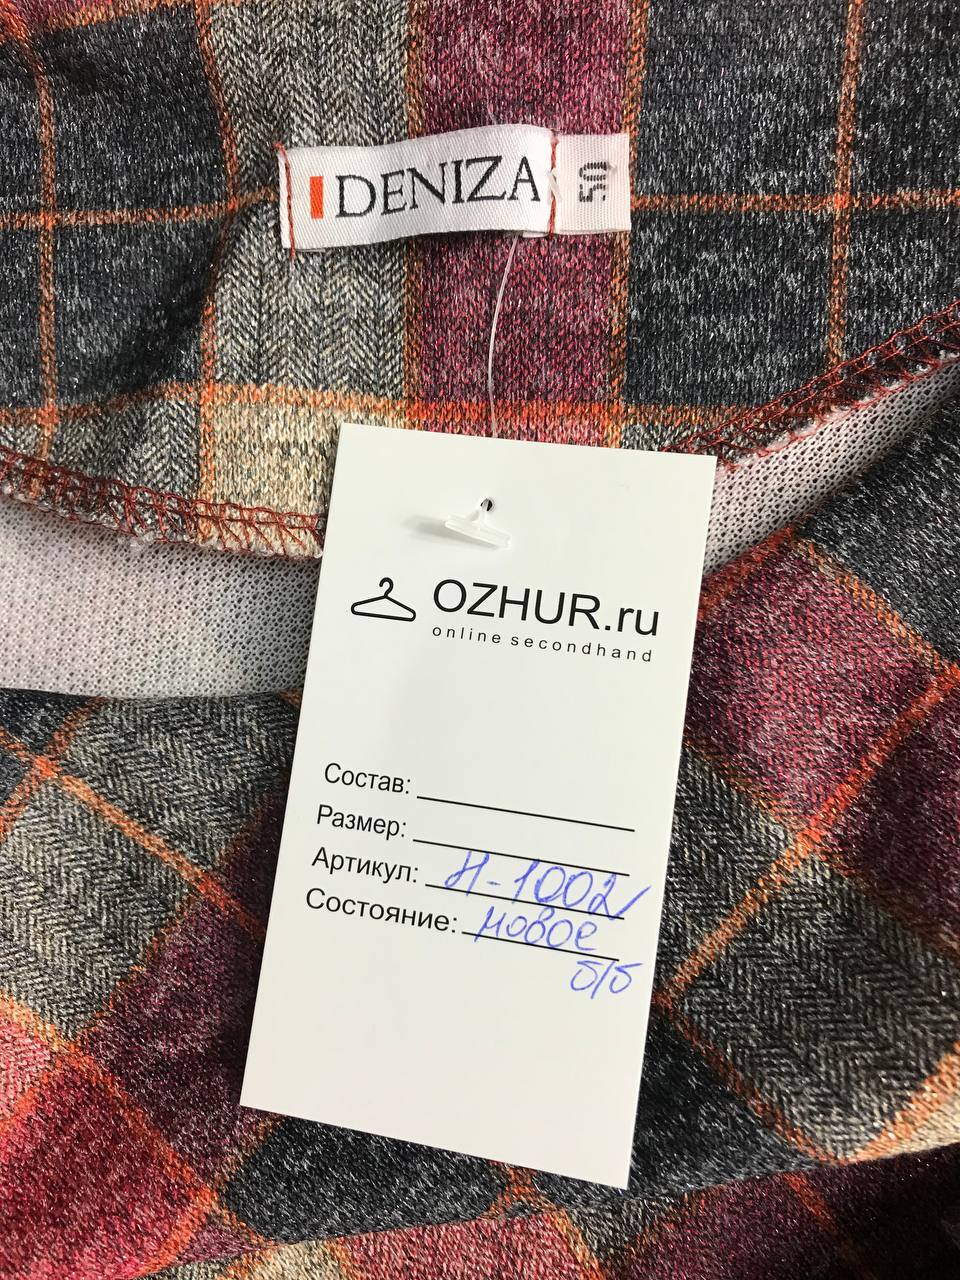 DENIZA
50
OZHUR.ru
online secondhand
Состав:
Размер:
Артикул: Н-1002
Состояние: новое
б/б